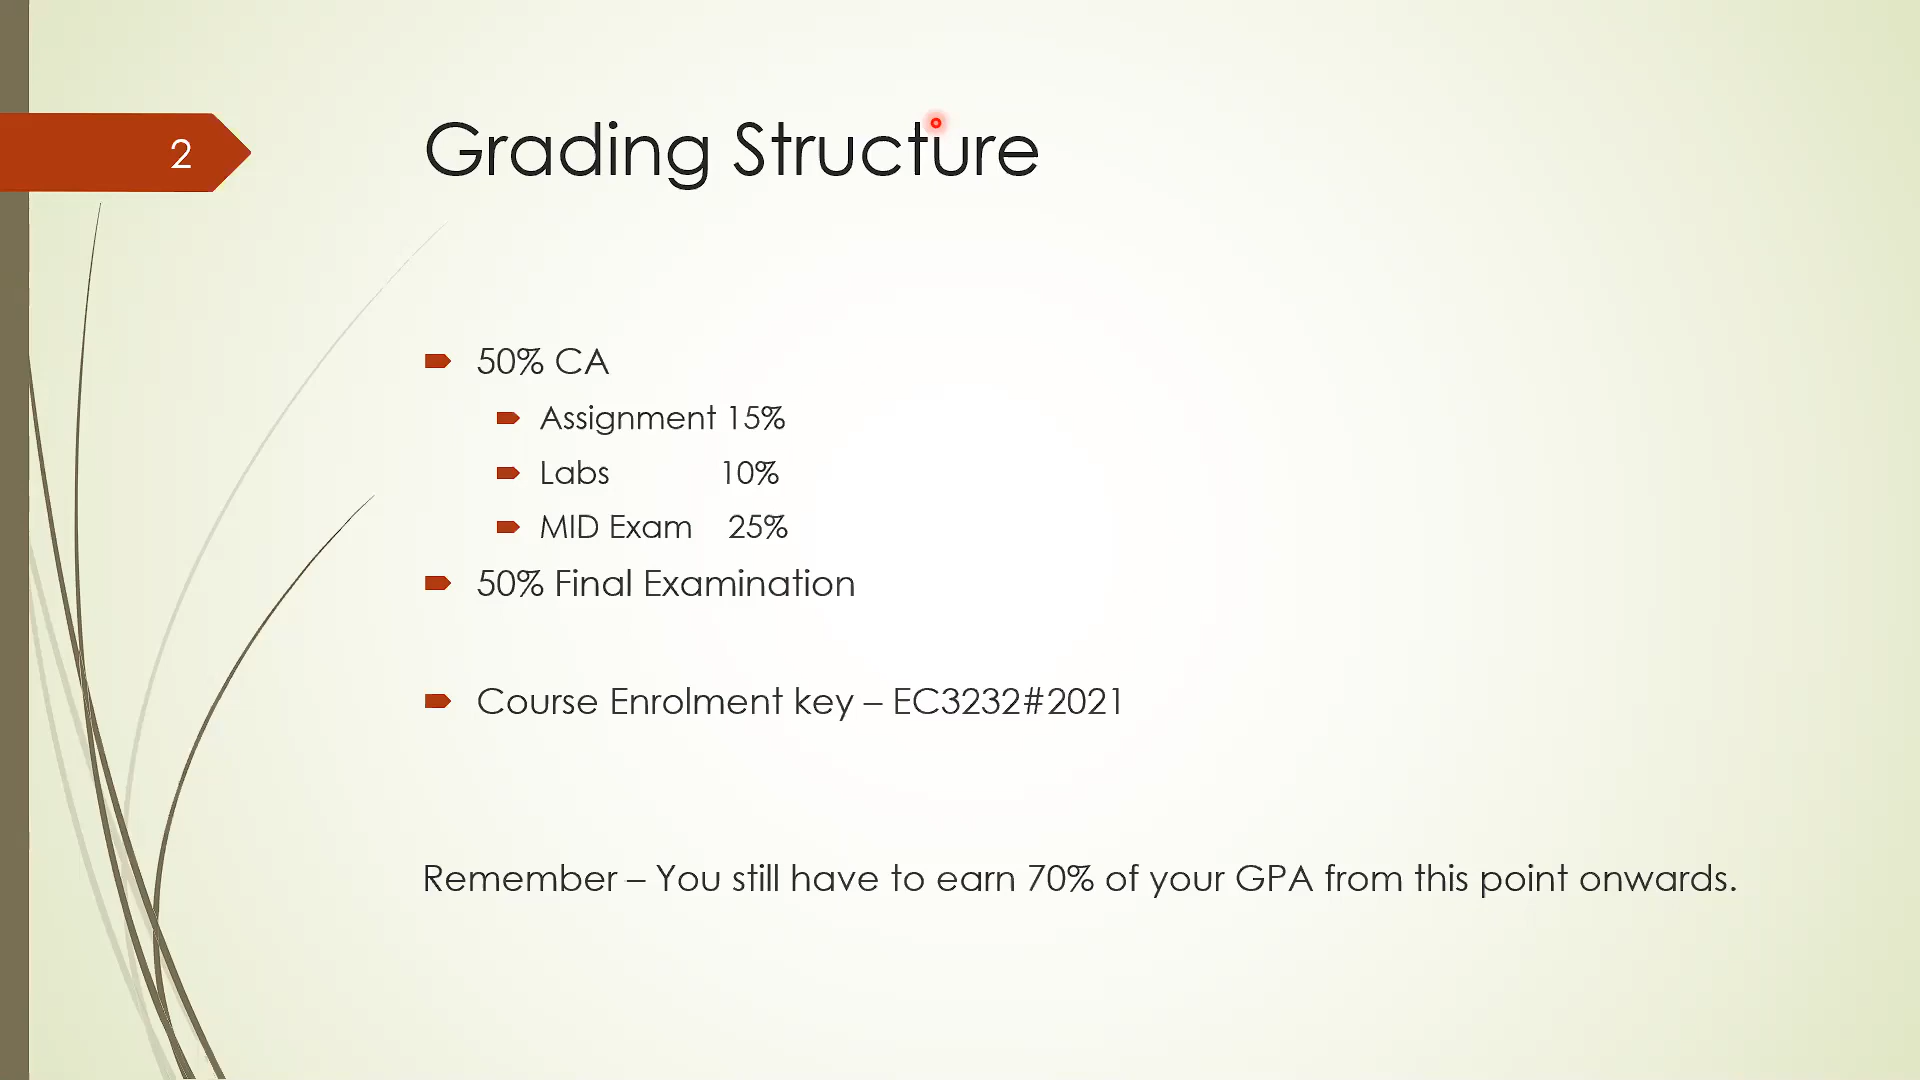 2
Grading Structure
50% CA
Assignment 15%
Labs 10%
MID Exam 25%
50% Final Examination
Course Enrolment key – EC3232#2021
Remember – You still have to earn 70% of your GPA from this point onwards.